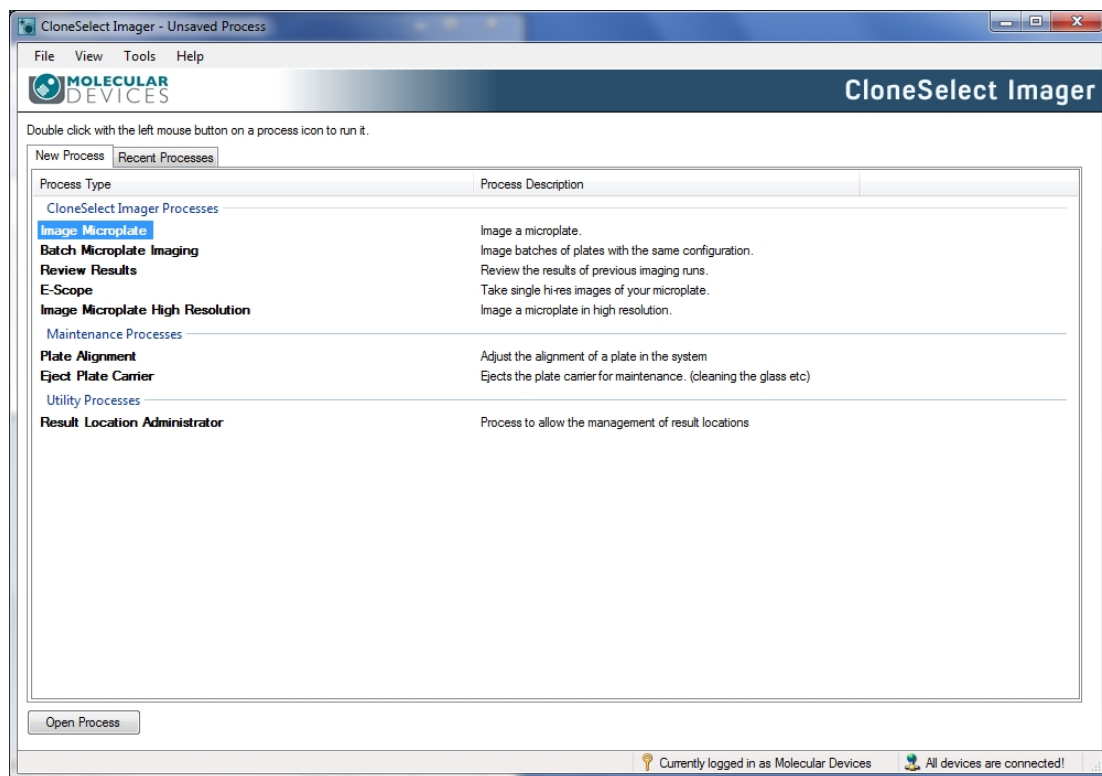 CloneSelect Imager - Unsaved Process
File View Tools Help
MOLECULAR
DEVICES
CloneSelect Imager
Double click with the left mouse button on a process icon to run it.
New Process Recent Processes
Process Type Process Description
CloneSelect Imager Processes
Image Microplate Image a microplate.
Batch Microplate Imaging Image batches of plates with the same configuration.
Review Results Review the results of previous imaging runs.
E-Scope Take single hi-res images of your microplate.
Image Microplate High Resolution Image a microplate in high resolution.
Maintenance Processes
Plate Alignment Adjust the alignment of a plate in the system
Eject Plate Carrier Ejects the plate carrier for maintenance. (cleaning the glass etc)
Utility Processes
Result Location Administrator Process to allow the management of result locations
Open Process
Currently logged in as Molecular Devices All devices are connected!